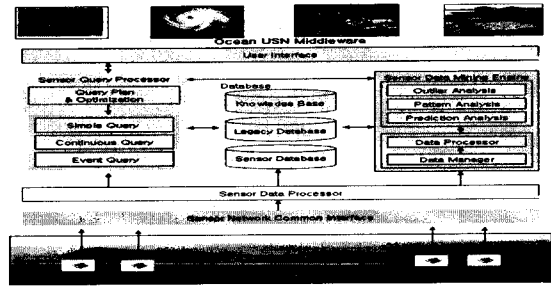 Ocean USN Middleware
User Interface
Sensor Query Processor
Query Plan
& Optimization
Simple Query
Continuous Query
Event Query
Database
Knowledge Base
Legacy Database
Sensor Database
Sensor Data Mining Engine
Outlier Analysis
Pattern Analysis
Prediction Analysis
Data Processor
Data Manager
Sensor Data Processor
Sensor Network Common Interface